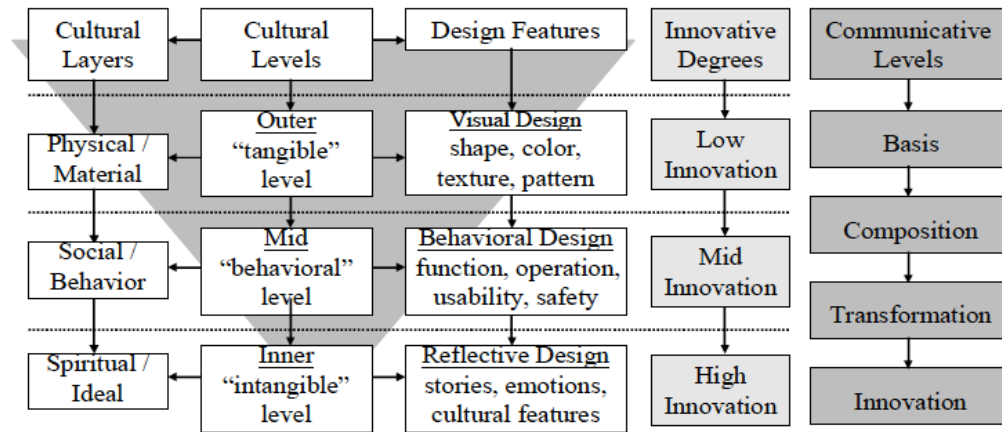 Cultural
Layers
Cultural
Levels
Design Features
Innovative
Degrees
Communicative
Levels
Physical /
Material
Outer
“tangible”
level
Visual Design
shape, color,
texture, pattern
Low
Innovation
Basis
Social /
Behavior
Mid
“behavioral”
level
Behavioral Design
function, operation,
usability, safety
Mid
Innovation
Composition
Transformation
Spiritual /
Ideal
Inner
“intangible”
level
Reflective Design
stories, emotions,
cultural features
High
Innovation
Innovation